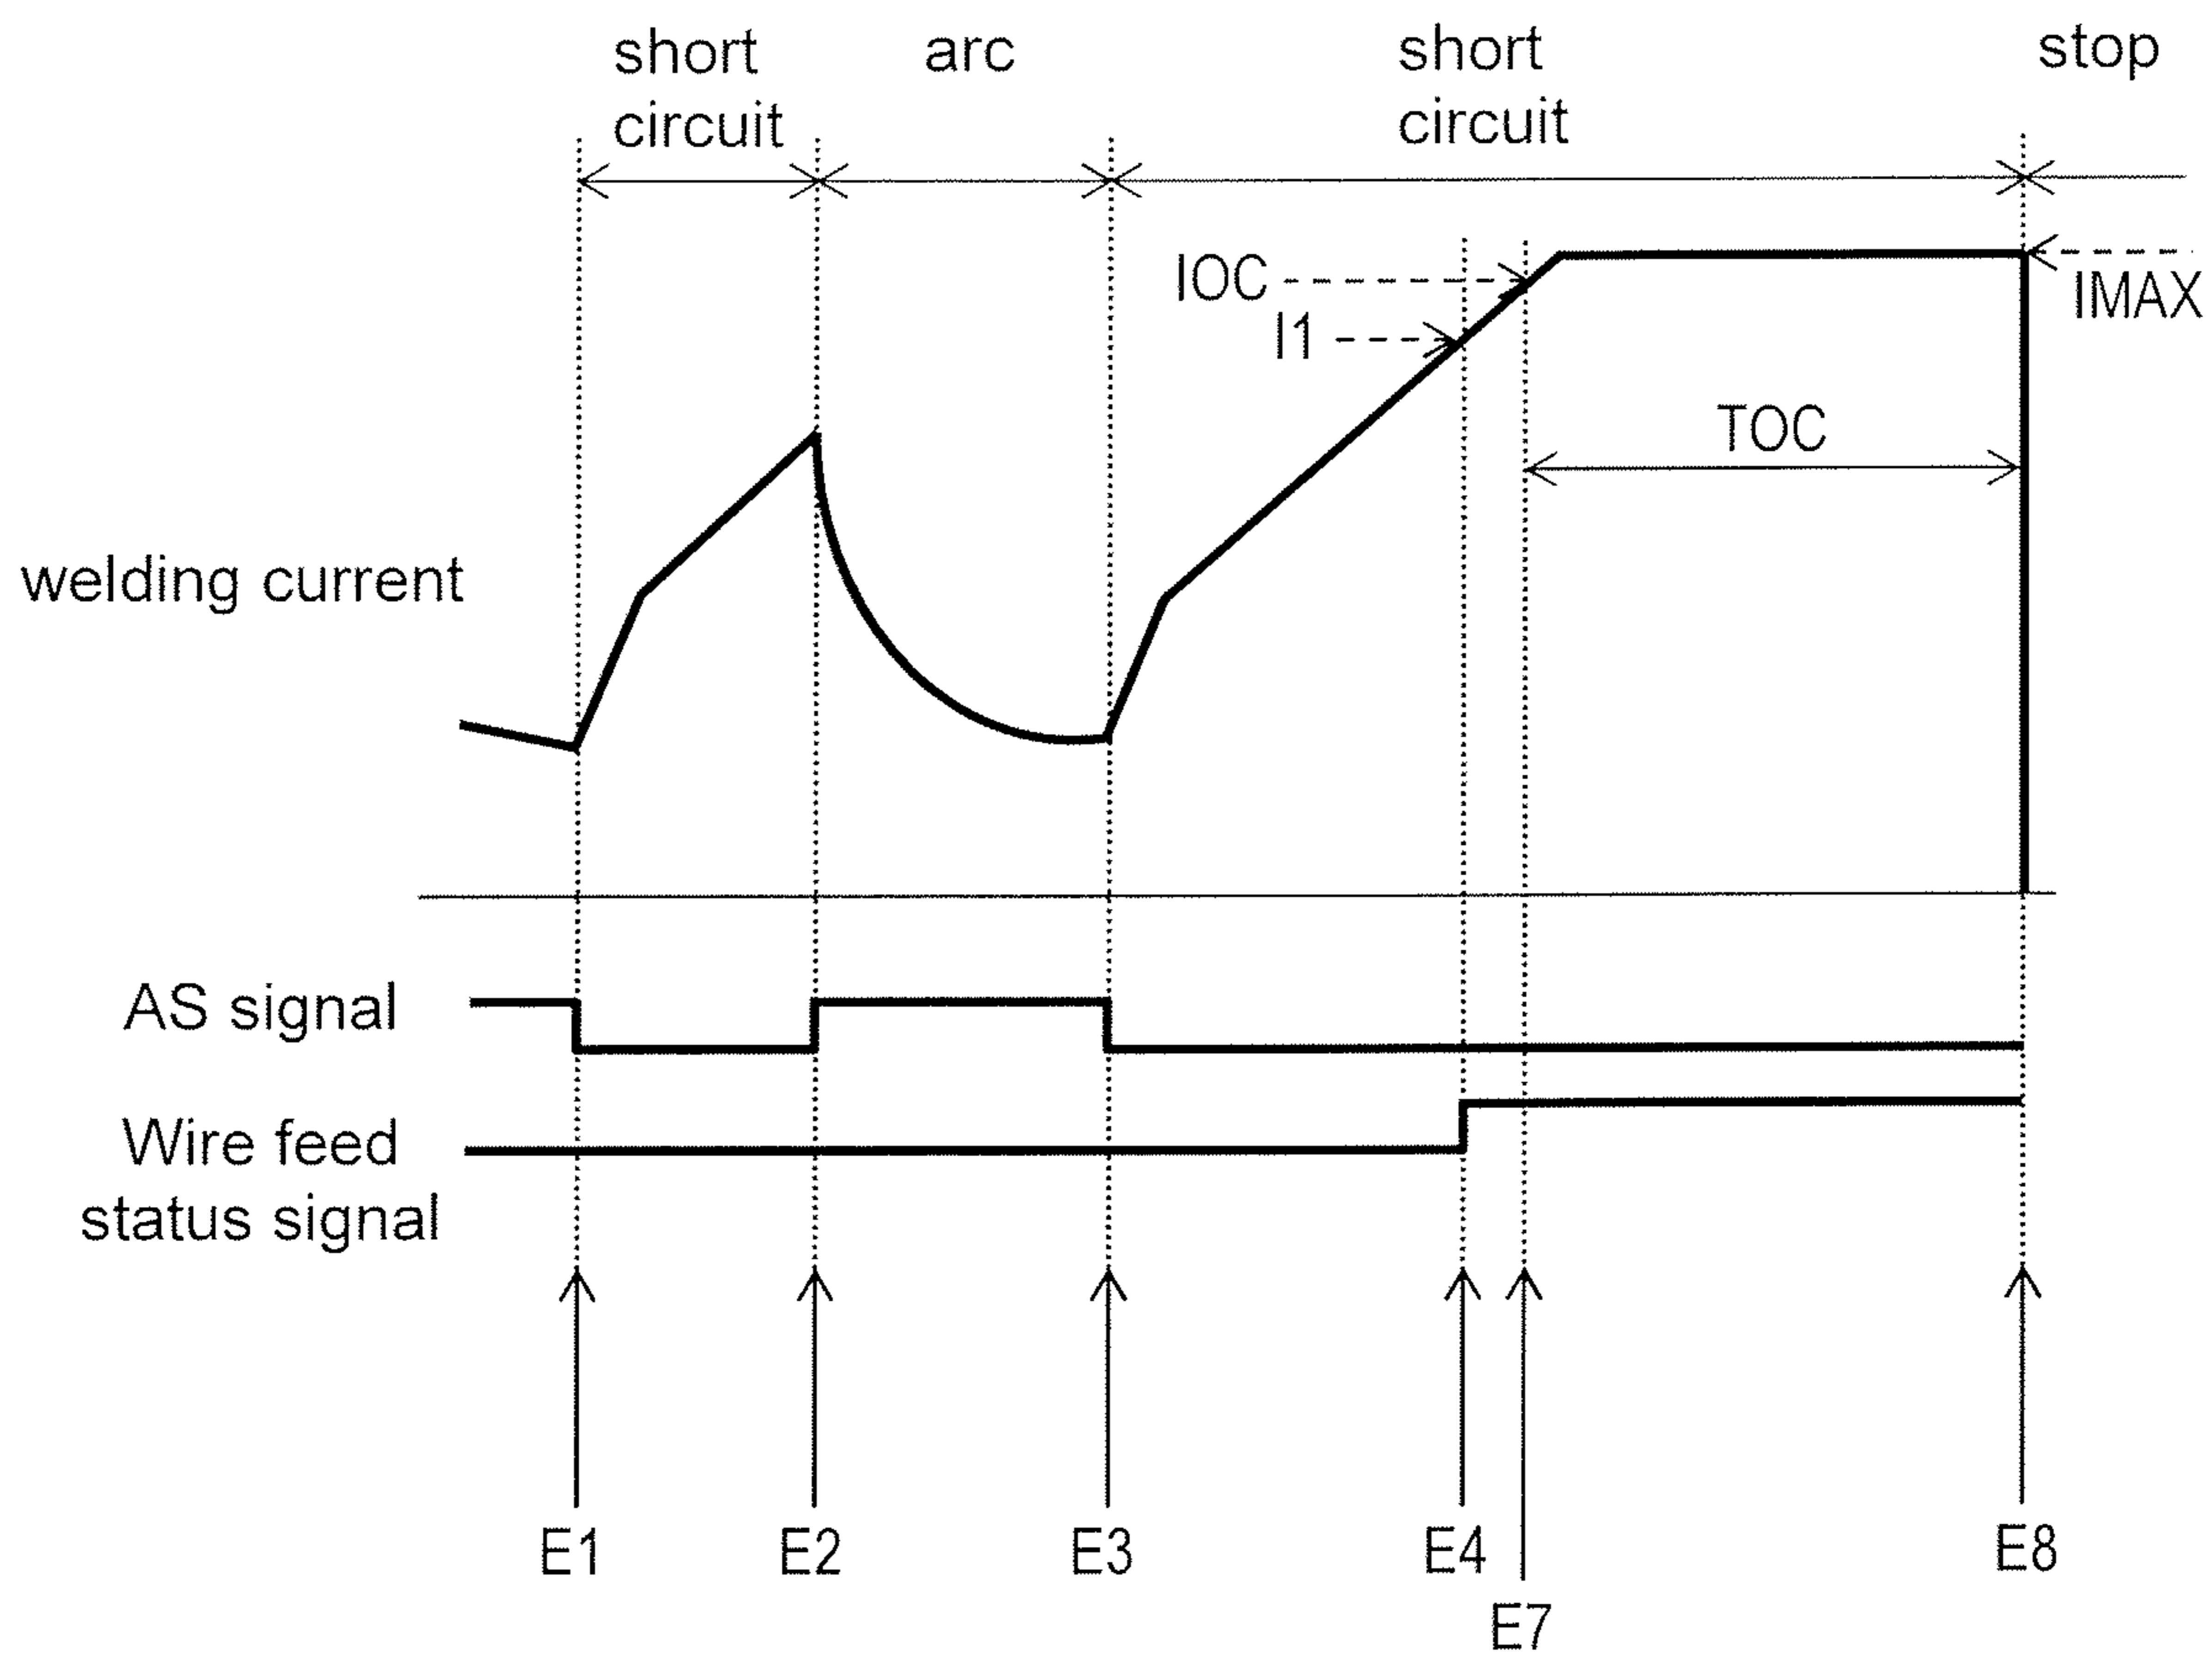 short
circuit
arc
short
circuit
stop
IOC
I1
IMAX
TOC
welding current
AS signal
Wire feed
status signal
E1
E2
E3
E4
E7
E8